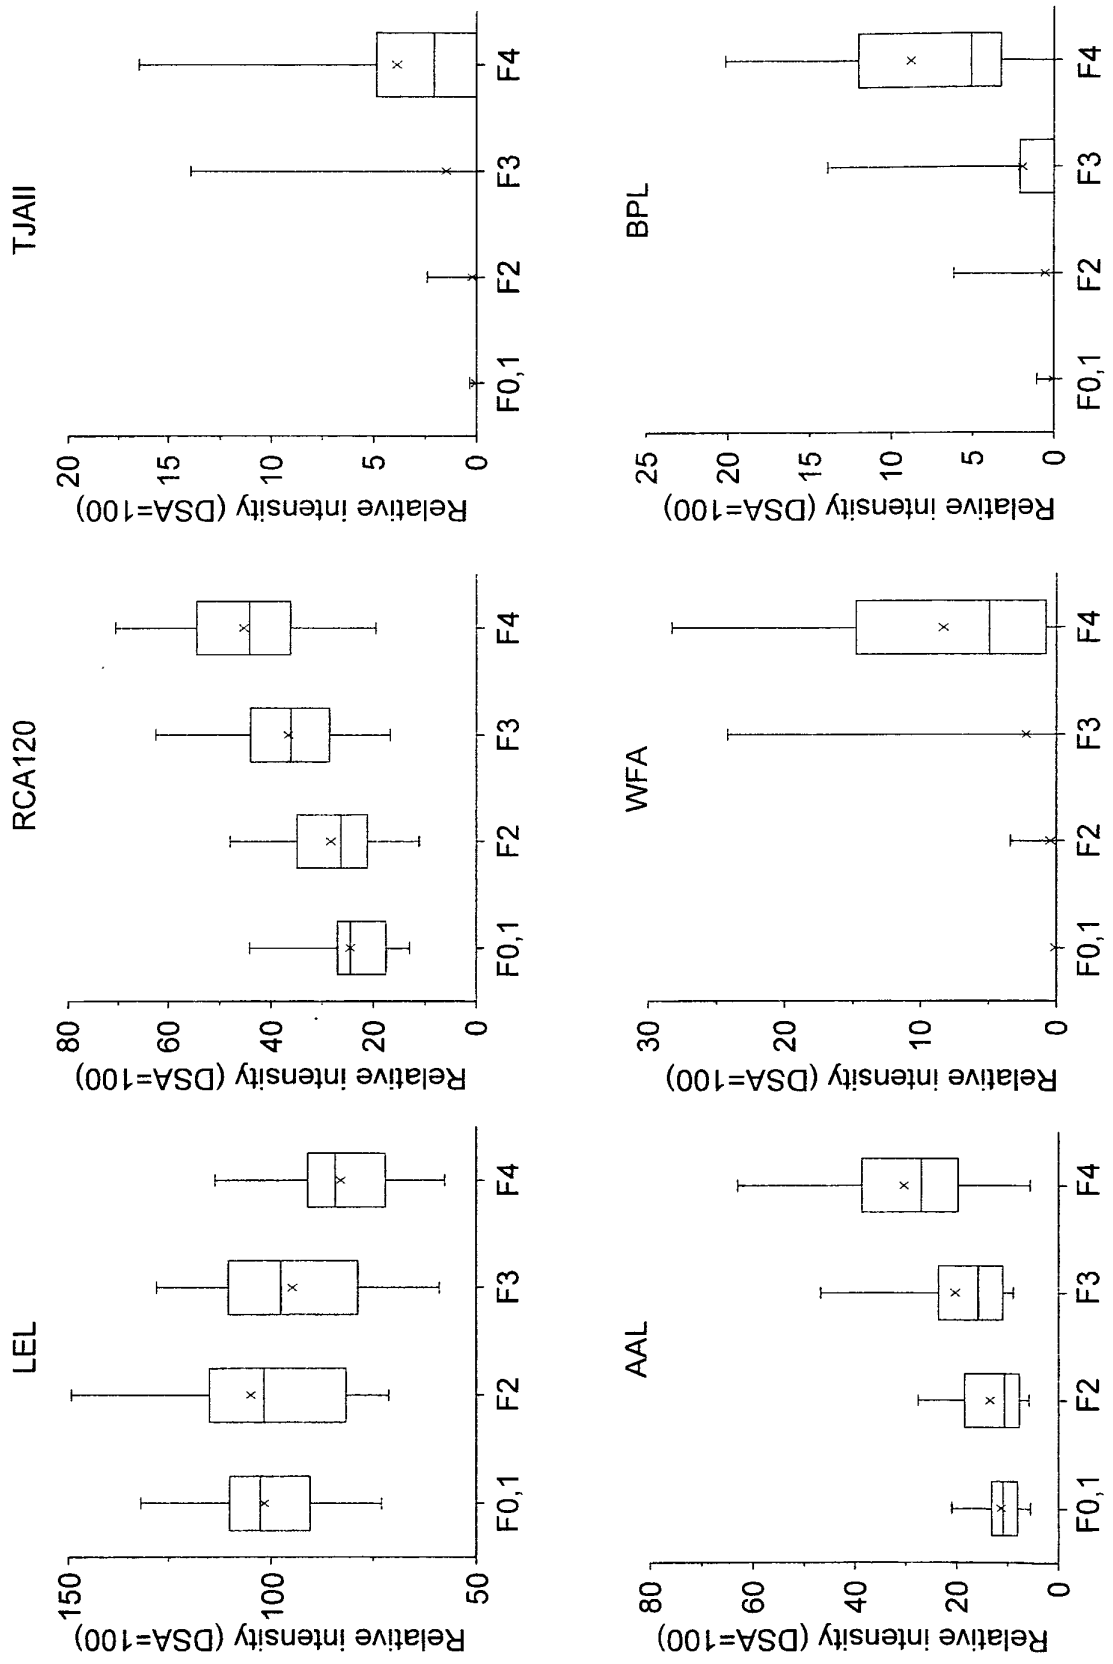 LEL
Relative intensity (DSA=100)
150
100
50
F0,1 F2 F3 F4
RCA120
Relative intensity (DSA=100)
80
60
40
20
0
F0,1 F2 F3 F4
TJAII
Relative intensity (DSA=100)
20
15
10
5
0
F0,1 F2 F3 F4
AAL
Relative intensity (DSA=100)
80
60
40
20
0
F0,1 F2 F3 F4
WFA
Relative intensity (DSA=100)
30
20
10
0
F0,1 F2 F3 F4
BPL
Relative intensity (DSA=100)
25
20
15
10
5
0
F0,1 F2 F3 F4